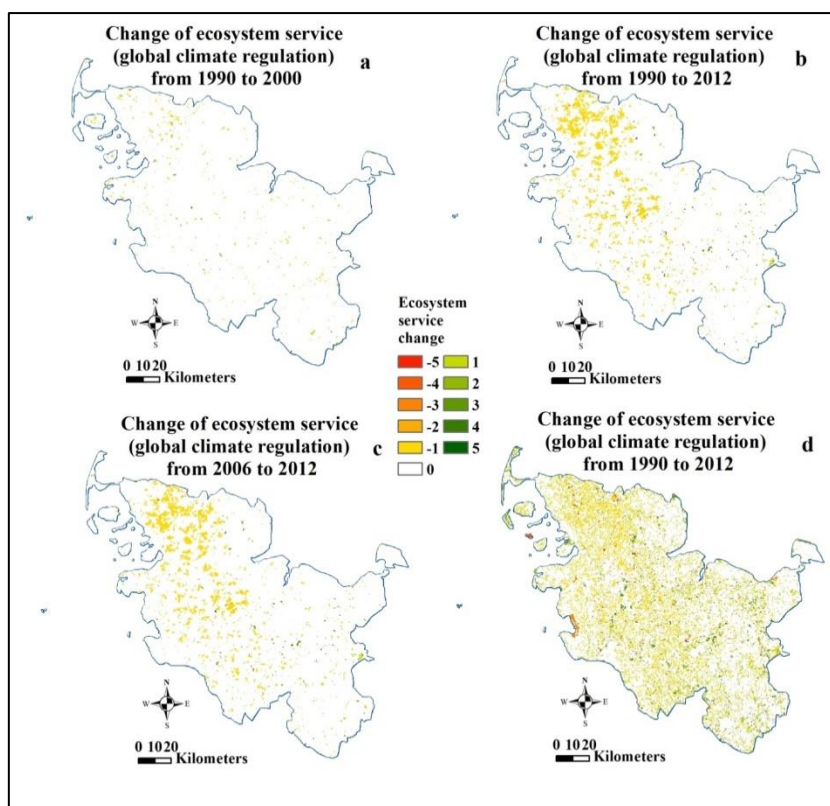 Change of ecosystem service
(global climate regulation)
from 1990 to 2000
a
N
W E
S
0 1020
Kilometers
Change of ecosystem service
(global climate regulation)
from 1990 to 2012
b
N
W E
S
0 1020
Kilometers
Ecosystem
service
change
-5 1
-4 2
-3 3
-2 4
-1 5
0
Change of ecosystem service
(global climate regulation)
from 2006 to 2012
c
N
W E
S
0 1020
Kilometers
Change of ecosystem service
(global climate regulation)
from 1990 to 2012
d
N
W E
S
0 1020
Kilometers